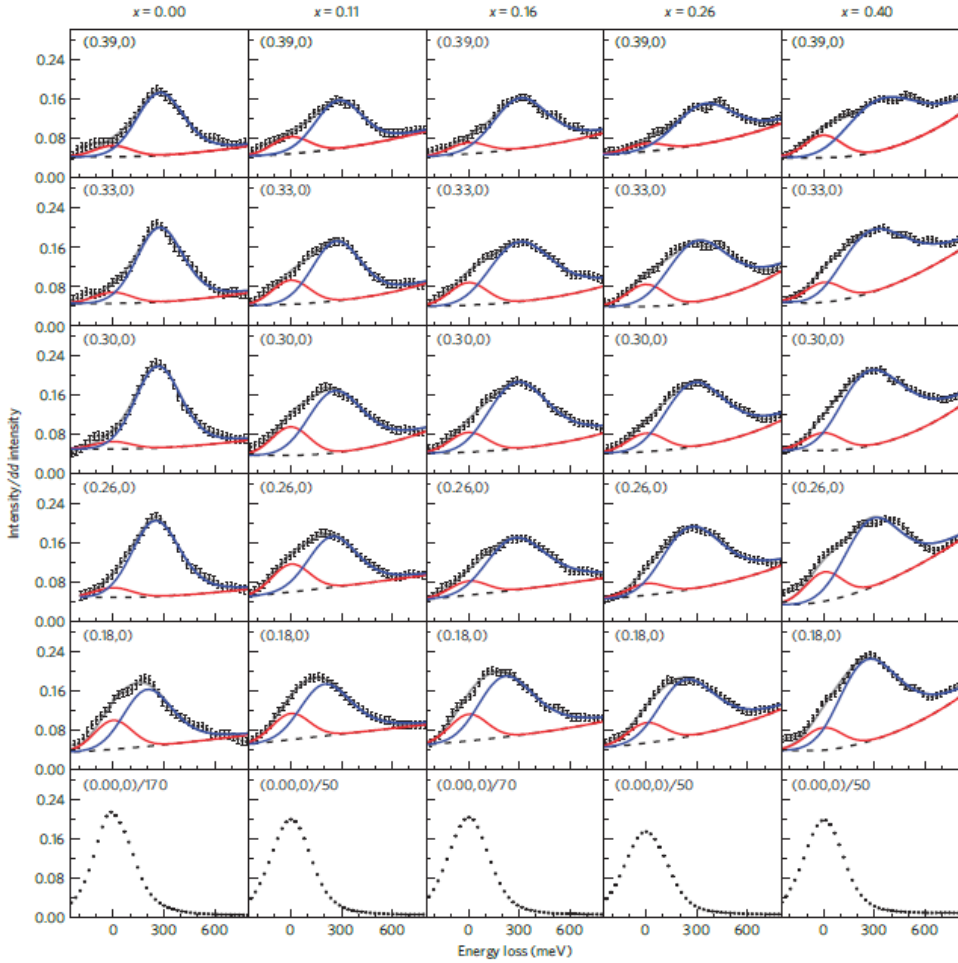 x = 0.00 x = 0.11 x = 0.16 x = 0.26 x = 0.40
0.24 (0.39,0) (0.39,0) (0.39,0) (0.39,0) (0.39,0)
0.16
0.08
0.00
0.24 (0.33,0) (0.33,0) (0.33,0) (0.33,0) (0.33,0)
0.16
0.08
0.00
0.24 (0.30,0) (0.30,0) (0.30,0) (0.30,0) (0.30,0)
0.16
0.08
0.00
Intensity/dd intensity
0.24 (0.26,0) (0.26,0) (0.26,0) (0.26,0) (0.26,0)
0.16
0.08
0.00
0.24 (0.18,0) (0.18,0) (0.18,0) (0.18,0) (0.18,0)
0.16
0.08
0.00
0.24 (0.00,0)/170 (0.00,0)/50 (0.00,0)/70 (0.00,0)/50 (0.00,0)/50
0.16
0.08
0.00
0 300 600 0 300 600 0 300 600 0 300 600 0 300 600
Energy loss (meV)